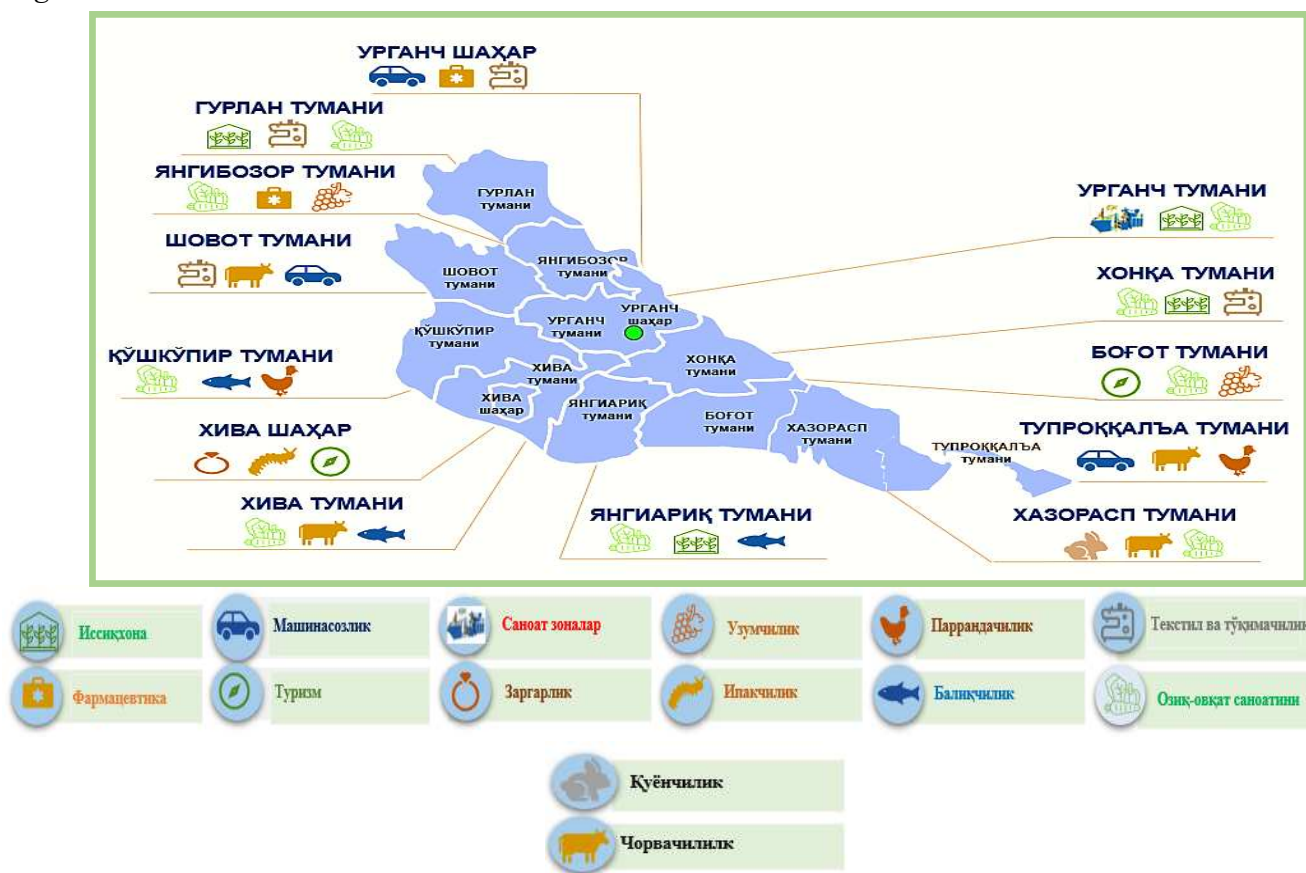 УРГАНЧ ШАҲАР
ГУРЛАН ТУМАНИ
ЯНГИБОЗОР ТУМАНИ
ШОВОТ ТУМАНИ
ҚЎШКЎПИР ТУМАНИ
ХИВА ШАҲАР
ХИВА ТУМАНИ
ЯНГИАРИҚ ТУМАНИ
УРГАНЧ ТУМАНИ
ХОНҚА ТУМАНИ
БОҒОТ ТУМАНИ
ТУПРОҚҚАЛЪА ТУМАНИ
ХАЗОРАСП ТУМАНИ
ГУРЛАН
тумани
ЯНГИБОЗОР
тумани
ШОВОТ
тумани
УРГАНЧ
шаҳар
УРГАНЧ
тумани
ҚЎШКЎПИР
тумани
ХИВА
тумани
ХОНҚА
тумани
ХИВА
шаҳар
ЯНГИАРИҚ
тумани
БОҒОТ
тумани
ХАЗОРАСП
тумани
ТУПРОҚҚАЛЪА
тумани
Иссиқхона
Машинасозлик
Саноат зоналар
Узумчилик
Паррандачилик
Текстил ва тўқимачилик
Фармацевтика
Туризм
Заргарлик
Ипакчилик
Балиқчилик
Озиқ-овқат саноатини
Қуёнчилик
Чорвачилилк